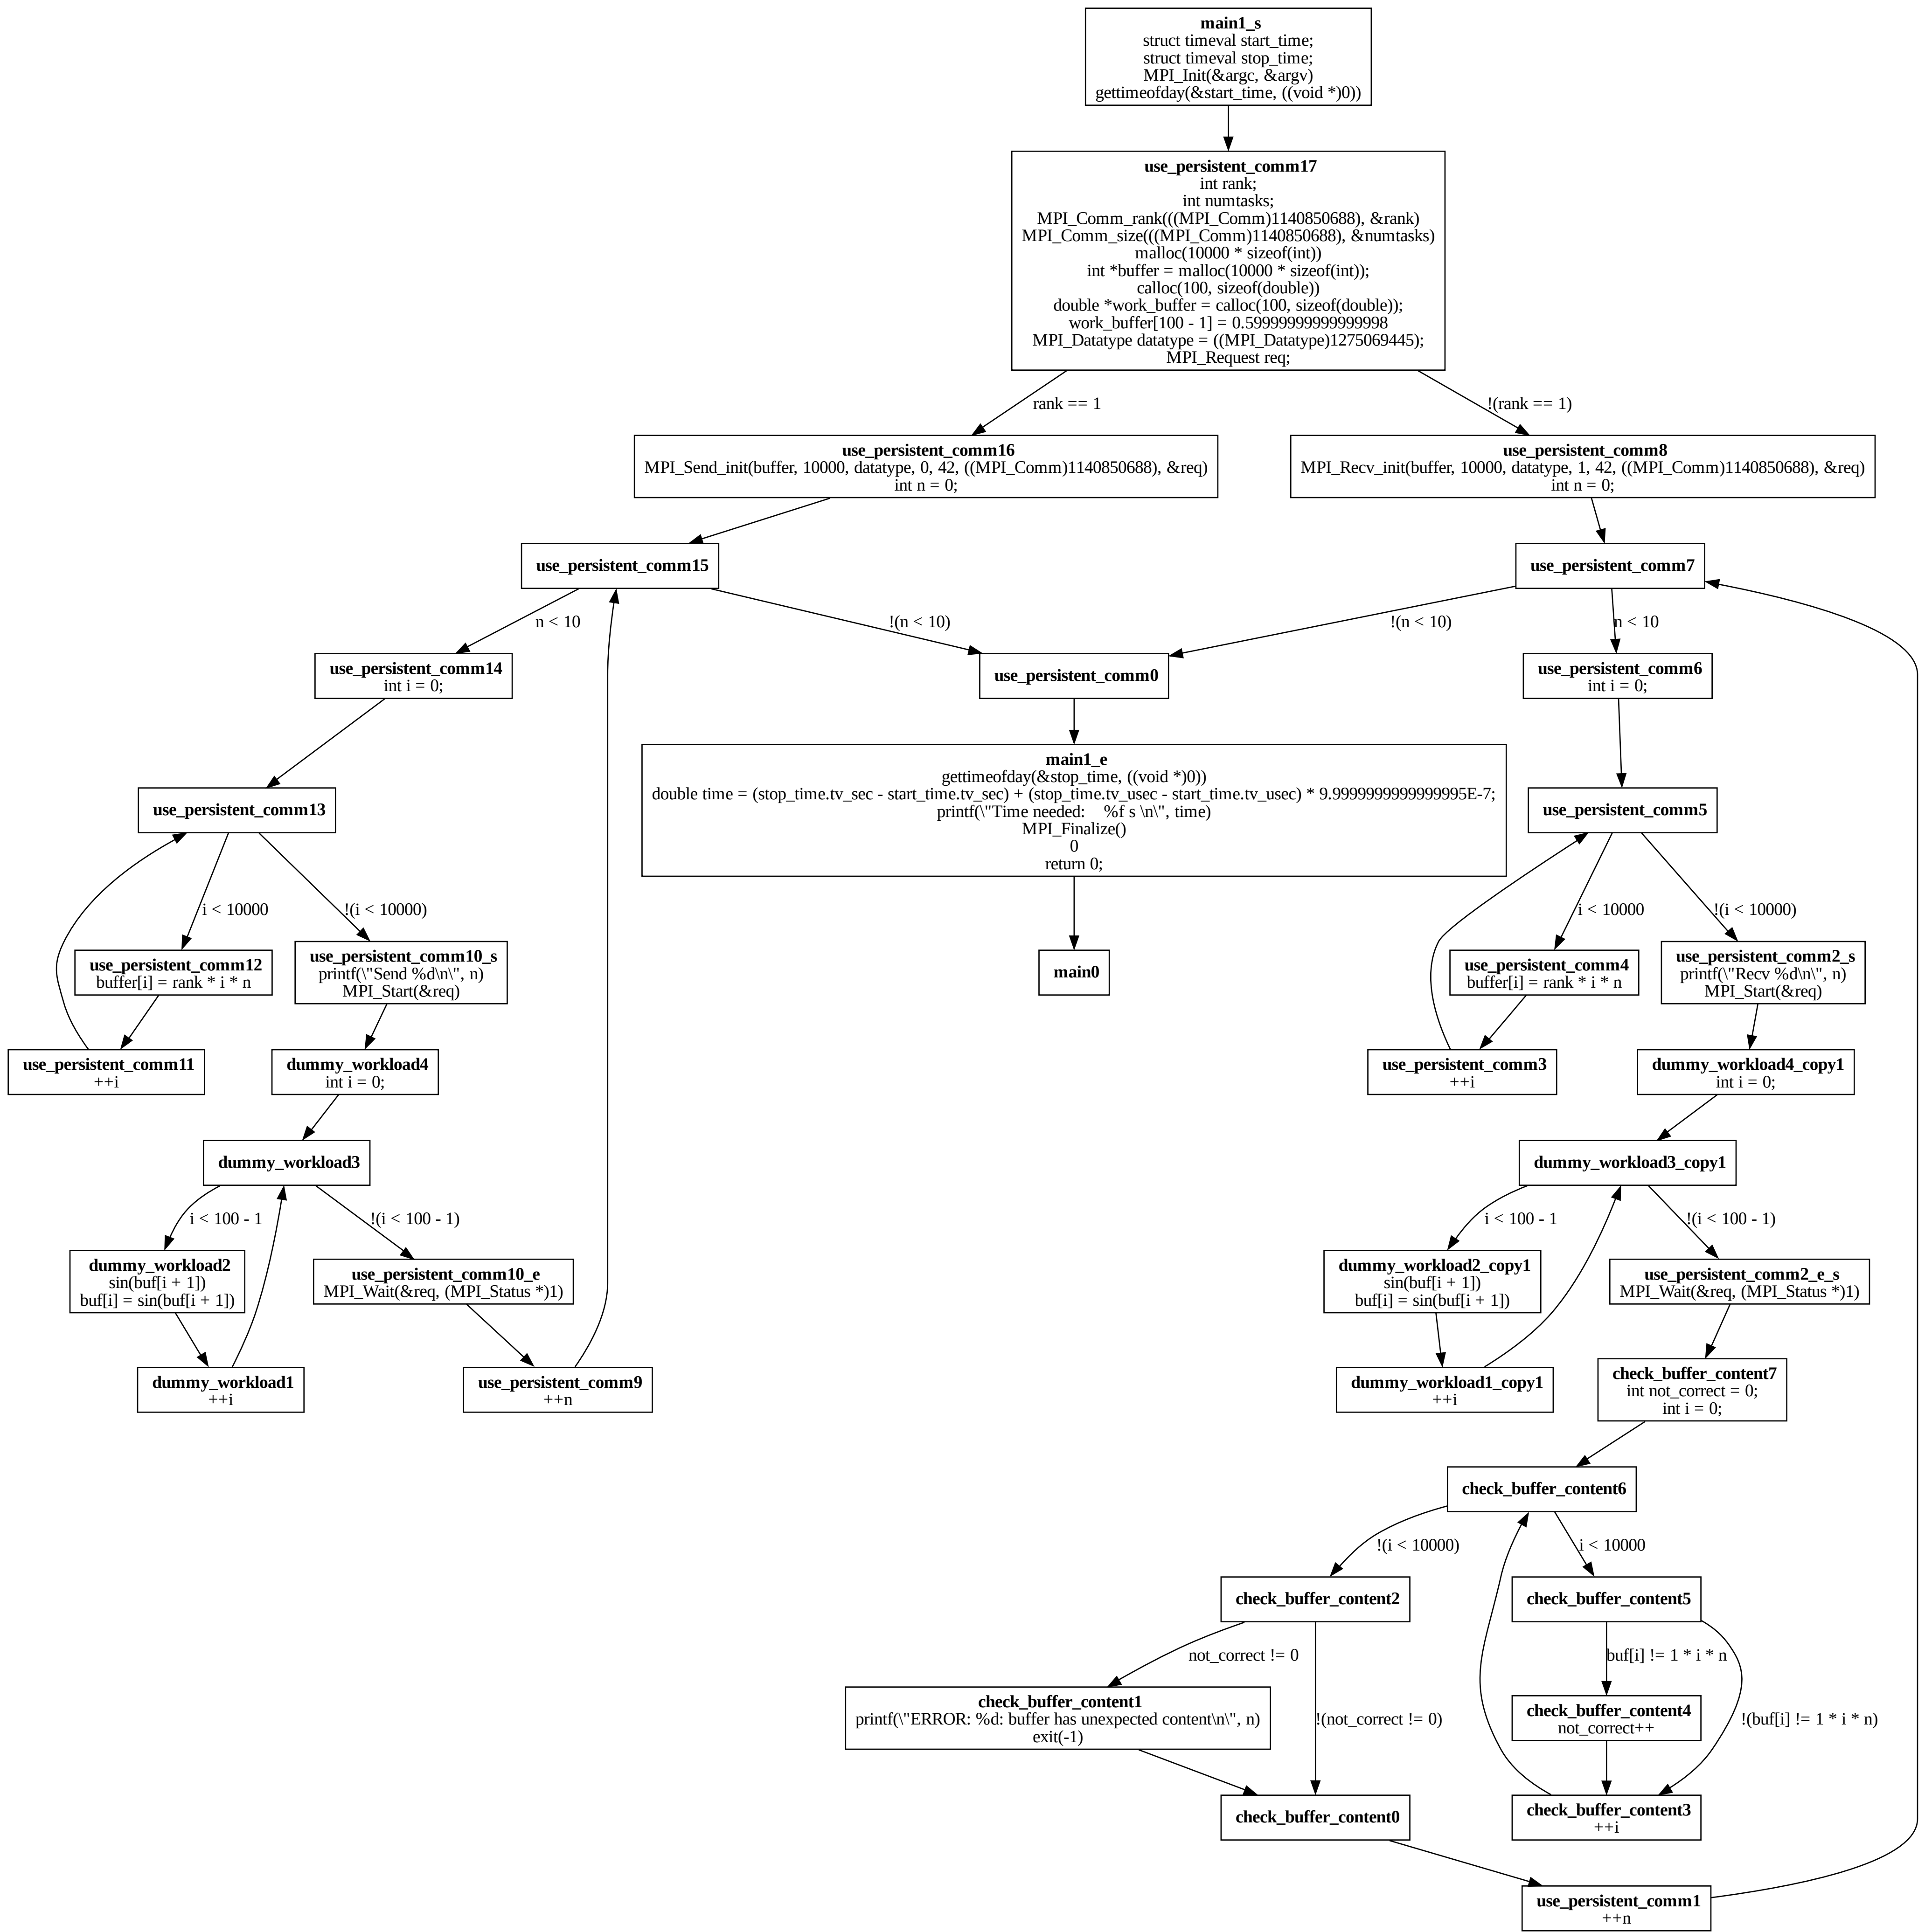 main1_s
struct timeval start_time;
struct timeval stop_time;
MPI_Init(&argc, &argv)
gettimeofday(&start_time, ((void *)0))
use_persistent_comm17
int rank;
int numtasks;
MPI_Comm_rank(((MPI_Comm)1140850688), &rank)
MPI_Comm_size(((MPI_Comm)1140850688), &numtasks)
malloc(10000 * sizeof(int))
int *buffer = malloc(10000 * sizeof(int));
calloc(100, sizeof(double))
double *work_buffer = calloc(100, sizeof(double));
work_buffer[100 - 1] = 0.59999999999999998
MPI_Datatype datatype = ((MPI_Datatype)1275069445);
MPI_Request req;
rank == 1
!(rank == 1)
use_persistent_comm16
MPI_Send_init(buffer, 10000, datatype, 0, 42, ((MPI_Comm)1140850688), &req)
int n = 0;
use_persistent_comm8
MPI_Recv_init(buffer, 10000, datatype, 1, 42, ((MPI_Comm)1140850688), &req)
int n = 0;
use_persistent_comm15
use_persistent_comm7
n < 10
!(n < 10)
!(n < 10)
n < 10
use_persistent_comm14
int i = 0;
use_persistent_comm0
use_persistent_comm6
int i = 0;
main1_e
gettimeofday(&stop_time, ((void *)0))
double time = (stop_time.tv_sec - start_time.tv_sec) + (stop_time.tv_usec - start_time.tv_usec) * 9.9999999999999995E-7;
printf(\"Time needed:    %f s \n\", time)
MPI_Finalize()
0
return 0;
use_persistent_comm13
use_persistent_comm5
i < 10000
!(i < 10000)
i < 10000
!(i < 10000)
use_persistent_comm12
buffer[i] = rank * i * n
use_persistent_comm10_s
printf(\"Send %d\n\", n)
MPI_Start(&req)
main0
use_persistent_comm4
buffer[i] = rank * i * n
use_persistent_comm2_s
printf(\"Recv %d\n\", n)
MPI_Start(&req)
use_persistent_comm11
++i
dummy_workload4
int i = 0;
use_persistent_comm3
++i
dummy_workload4_copy1
int i = 0;
dummy_workload3
dummy_workload3_copy1
i < 100 - 1
!(i < 100 - 1)
i < 100 - 1
!(i < 100 - 1)
dummy_workload2
sin(buf[i + 1])
buf[i] = sin(buf[i + 1])
use_persistent_comm10_e
MPI_Wait(&req, (MPI_Status *)1)
dummy_workload2_copy1
sin(buf[i + 1])
buf[i] = sin(buf[i + 1])
use_persistent_comm2_e_s
MPI_Wait(&req, (MPI_Status *)1)
dummy_workload1
++i
use_persistent_comm9
++n
dummy_workload1_copy1
++i
check_buffer_content7
int not_correct = 0;
int i = 0;
check_buffer_content6
!(i < 10000)
i < 10000
check_buffer_content2
check_buffer_content5
not_correct != 0
buf[i] != 1 * i * n
check_buffer_content1
printf(\"ERROR: %d: buffer has unexpected content\n\", n)
exit(-1)
!(not_correct != 0)
check_buffer_content4
not_correct++
!(buf[i] != 1 * i * n)
check_buffer_content0
check_buffer_content3
++i
use_persistent_comm1
++n